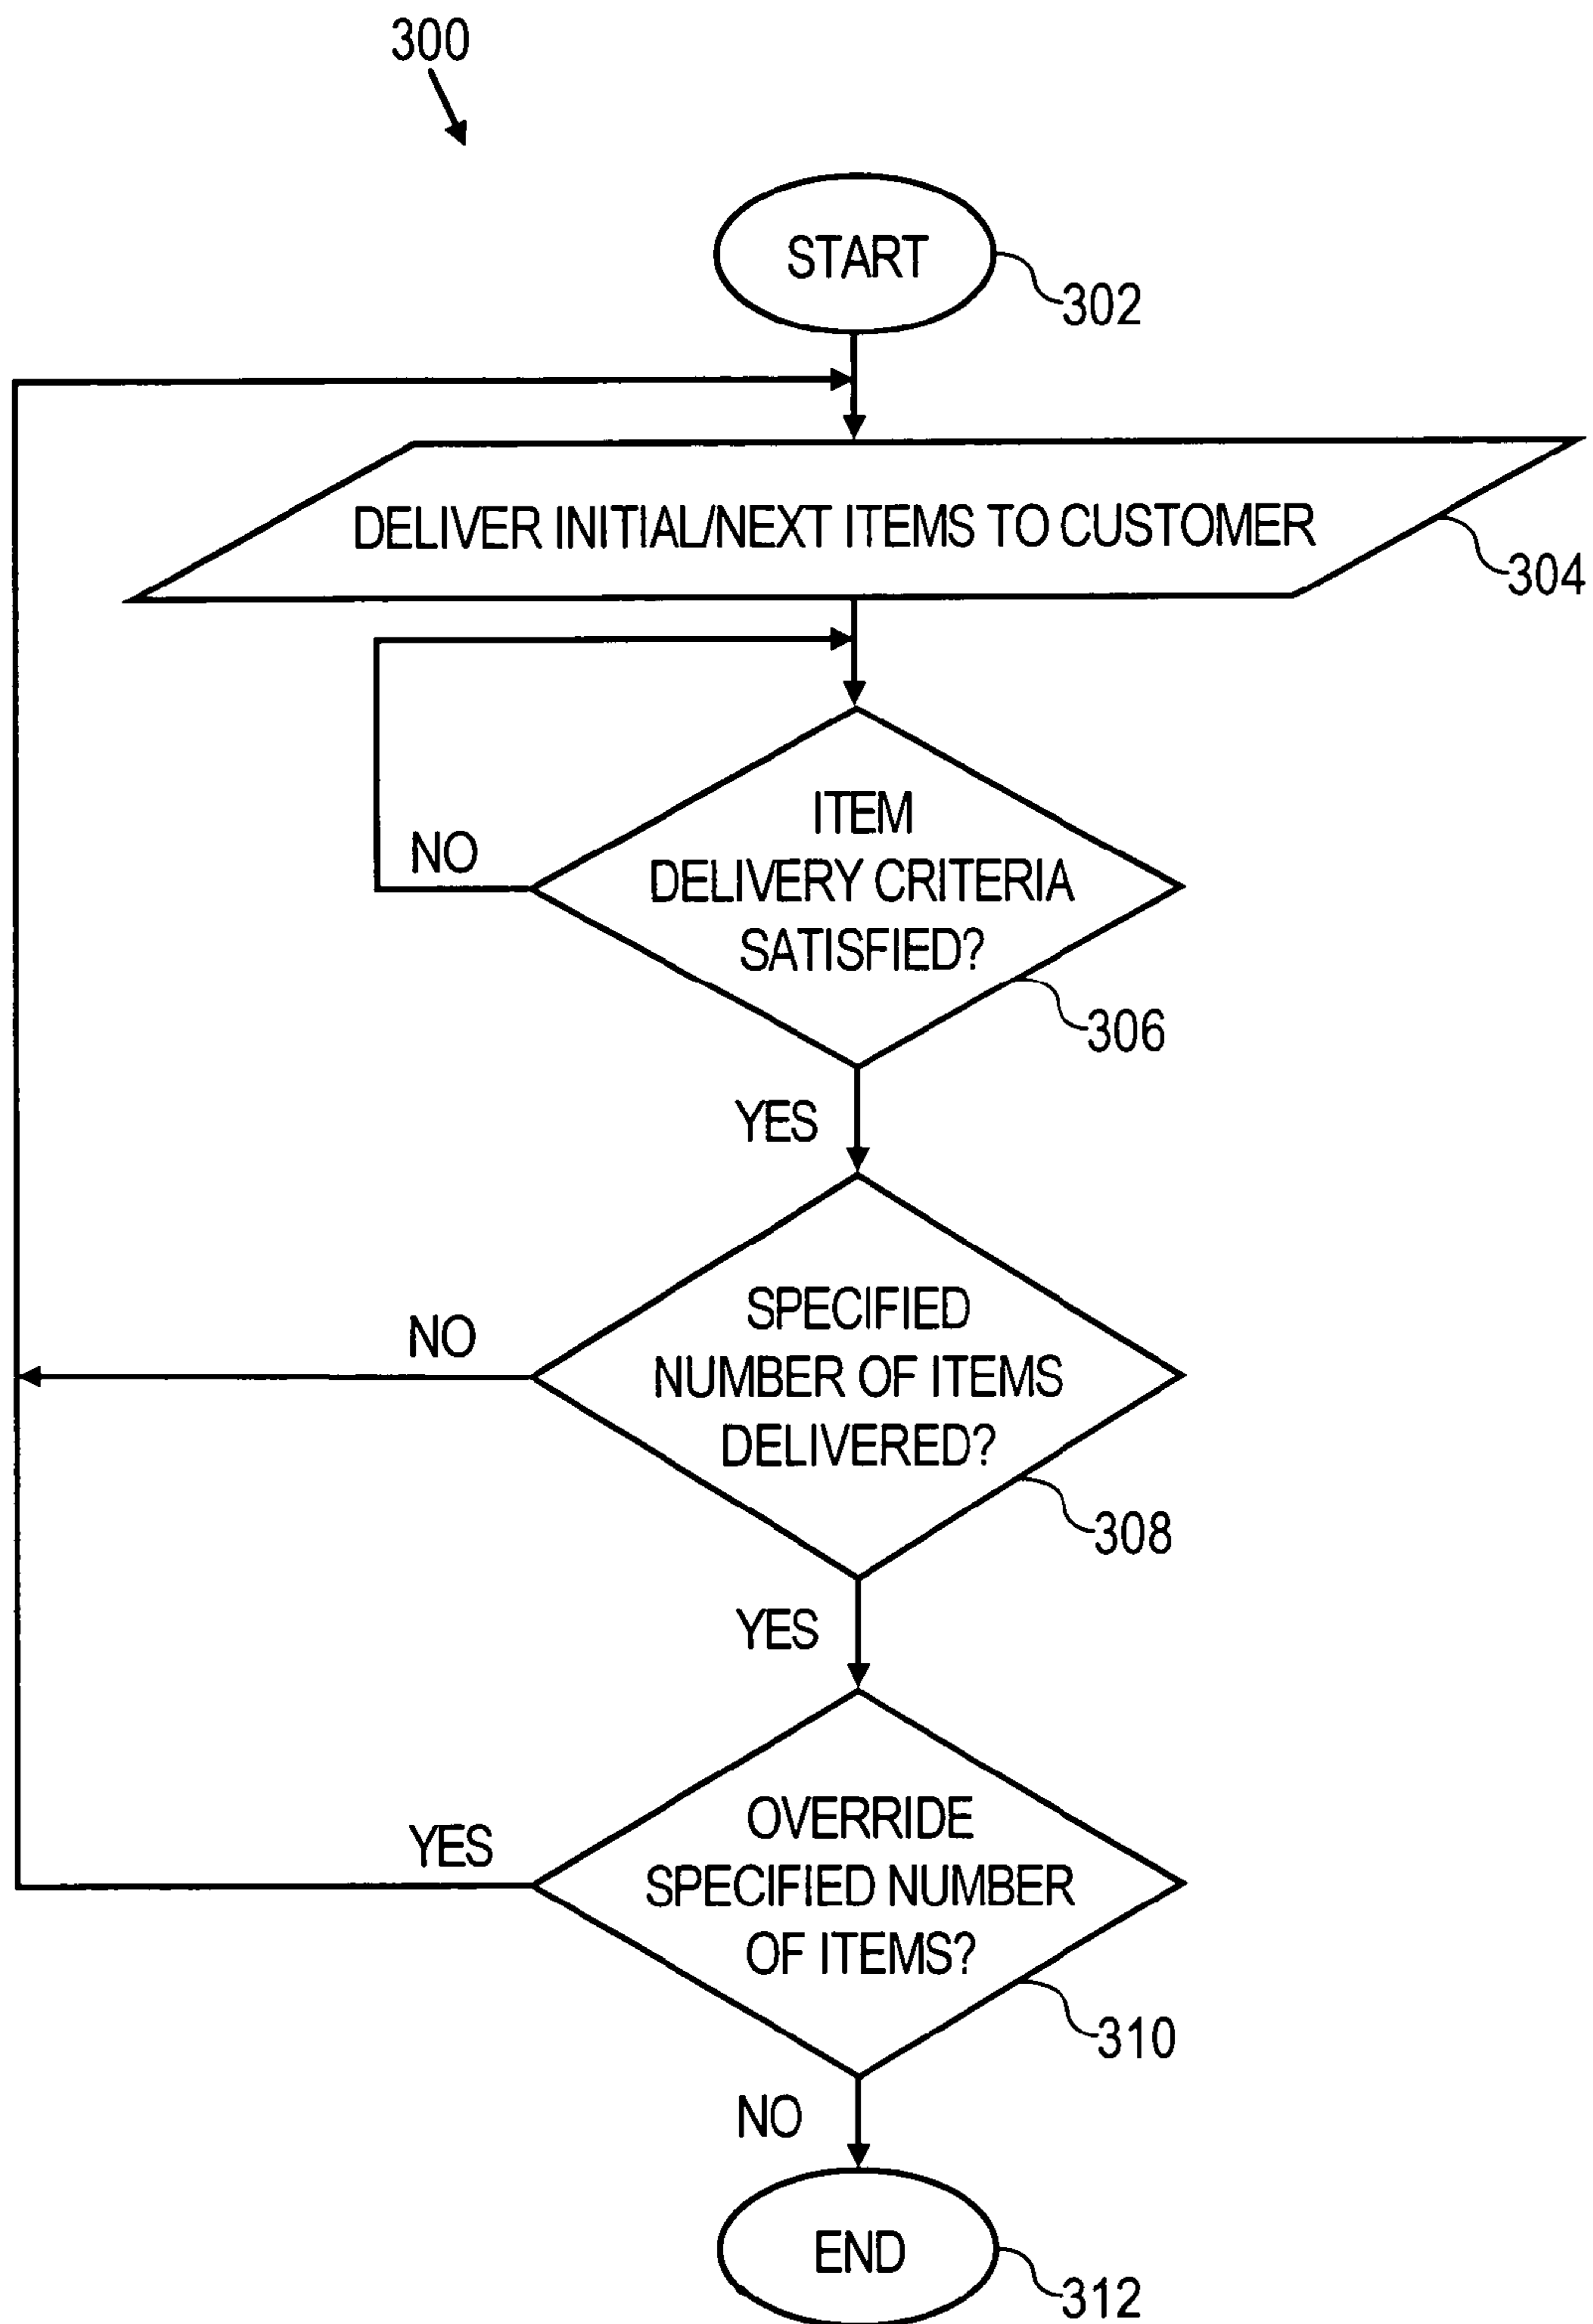 300
START
302
DELIVER INITIAL/NEXT ITEMS TO CUSTOMER
304
ITEM
DELIVERY CRITERIA
SATISFIED?
NO
306
YES
SPECIFIED
NUMBER OF ITEMS
DELIVERED?
NO
308
YES
OVERRIDE
SPECIFIED NUMBER
OF ITEMS?
YES
310
NO
END
312